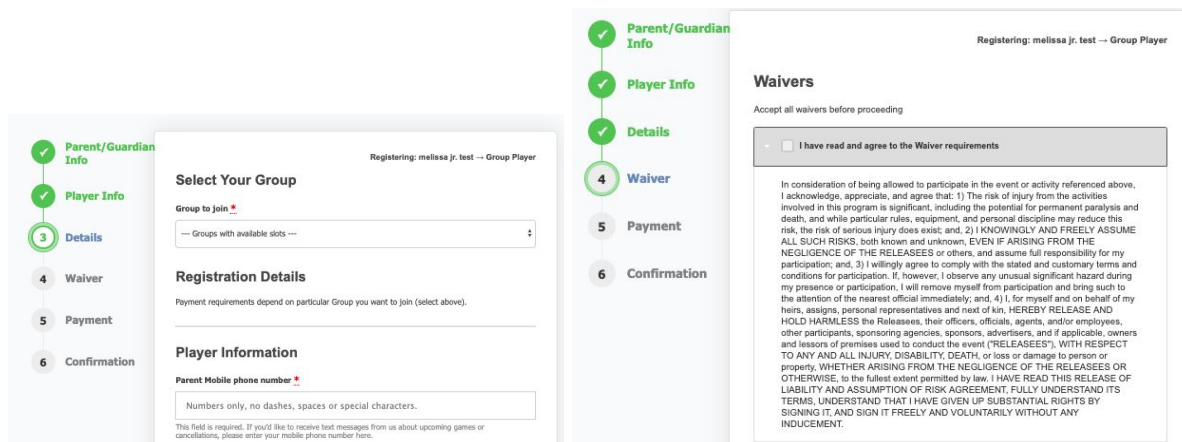 Parent/Guardian
Info
Player Info
3 Details
4 Waiver
5 Payment
6 Confirmation
Registering: melissa jr. test → Group Player
Select Your Group
Group to join *
--- Groups with available slots ---
Registration Details
Payment requirements depend on particular Group you want to join (select above).
Player Information
Parent Mobile phone number *
Numbers only, no dashes, spaces or special characters.
This field is required. If you'd like to receive text messages from us about upcoming games or
cancellations, please enter your mobile phone number here.
Parent/Guardian
Info
Player Info
Details
4 Waiver
5 Payment
6 Confirmation
Registering: melissa jr. test → Group Player
Waivers
Accept all waivers before proceeding
I have read and agree to the Waiver requirements
In consideration of being allowed to participate in the event or activity referenced above,
I acknowledge, appreciate, and agree that: 1) The risk of injury from the activities
involved in this program is significant, including the potential for permanent paralysis and
death, and while particular rules, equipment, and personal discipline may reduce this
risk, the risk of serious injury does exist; and, 2) I KNOWINGLY AND FREELY ASSUME
ALL SUCH RISKS, both known and unknown, EVEN IF ARISING FROM THE
NEGLIGENCE OF THE RELEASEES or others, and assume full responsibility for my
participation; and, 3) I willingly agree to comply with the stated and customary terms and
conditions for participation. If, however, I observe any unusual significant hazard during
my presence or participation, I will remove myself from participation and bring such to
the attention of the nearest official immediately; and, 4) I, for myself and on behalf of my
heirs, assigns, personal representatives and next of kin, HEREBY RELEASE AND
HOLD HARMLESS the Releasees, their officers, officials, agents, and/or employees,
other participants, sponsoring agencies, sponsors, advertisers, and if applicable, owners
and lessors of premises used to conduct the event ("RELEASEES"), WITH RESPECT
TO ANY AND ALL INJURY, DISABILITY, DEATH, or loss or damage to person or
property, WHETHER ARISING FROM THE NEGLIGENCE OF THE RELEASEES OR
OTHERWISE, to the fullest extent permitted by law. I HAVE READ THIS RELEASE OF
LIABILITY AND ASSUMPTION OF RISK AGREEMENT, FULLY UNDERSTAND ITS
TERMS, UNDERSTAND THAT I HAVE GIVEN UP SUBSTANTIAL RIGHTS BY
SIGNING IT, AND SIGN IT FREELY AND VOLUNTARILY WITHOUT ANY
INDUCEMENT.